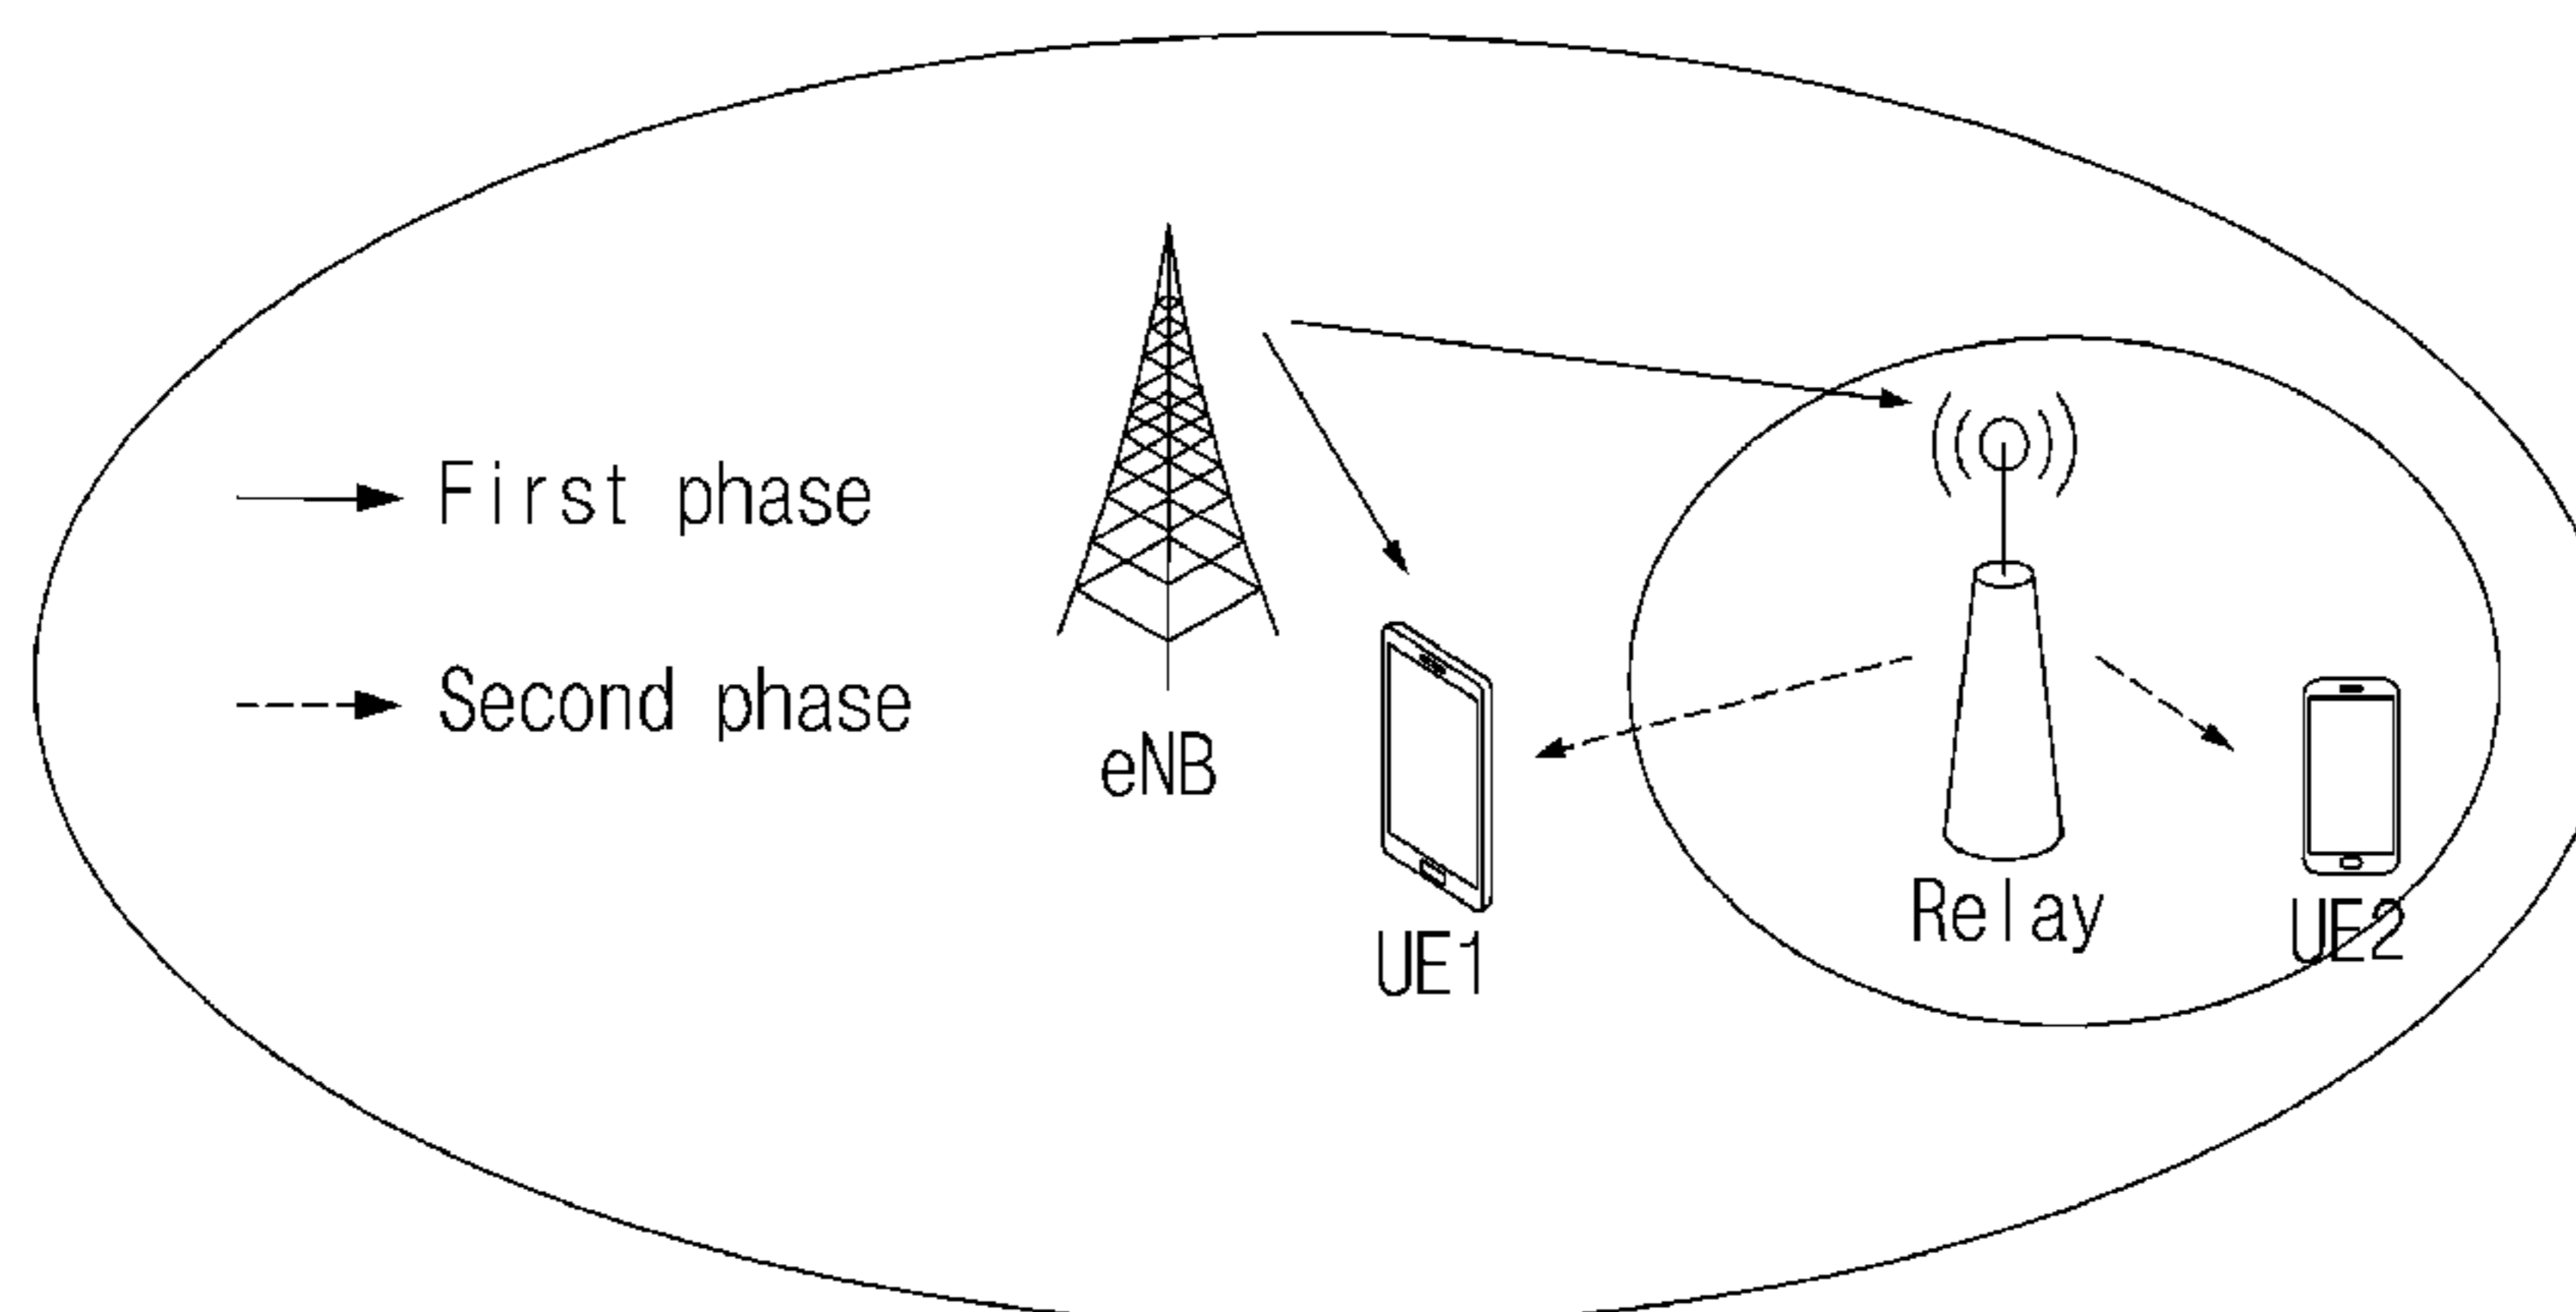 First phase
Second phase
eNB
UE1
Relay
UE2